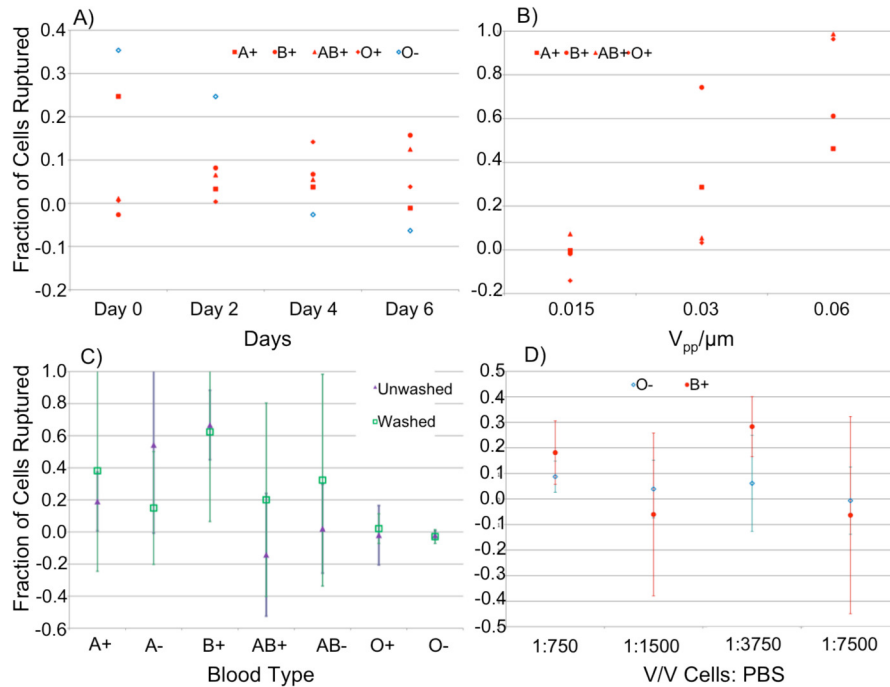 A)
0.4
0.3
0.2
0.1
0.0
-0.1
-0.2
Fraction of Cells Ruptured
A+ B+ AB+ O+ O-
Day 0 Day 2 Day 4 Day 6
Days
B)
1.0
0.8
0.6
0.4
0.2
0.0
-0.2
A+ B+ AB+ O+
0.015 0.03 0.06
Vpp/µm
C)
1.0
0.8
0.6
0.4
0.2
0.0
-0.2
-0.4
-0.6
Fraction of Cells Ruptured
Unwashed
Washed
A+ A- B+ AB+ AB- O+ O-
Blood Type
D)
0.5
0.4
0.3
0.2
0.1
0.0
-0.1
-0.2
-0.3
-0.4
-0.5
O- B+
1:750 1:1500 1:3750 1:7500
V/V Cells: PBS